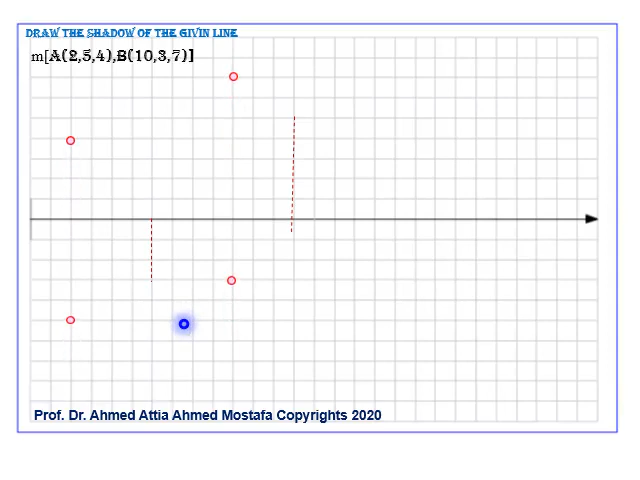 DRAW THE SHADOW OF THE GIVIN LINE
m[A(2,5,4),B(10,3,7)]
Prof. Dr. Ahmed Attia Ahmed Mostafa Copyrights 2020